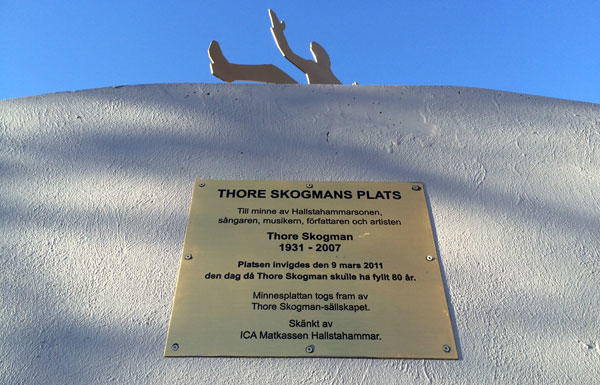 THORE SKOGMANS PLATS
Till minne av Hallstahammarsonen,
sångaren, musikern, författaren och artisten
Thore Skogman
1931 - 2007
Platsen invigdes den 9 mars 2011
den dag då Thore Skogman skulle ha fyllt 80 år.
Minnesplattan togs fram av
Thore Skogman-sällskapet.
Skänkt av
ICA Matkassen Hallstahammar.